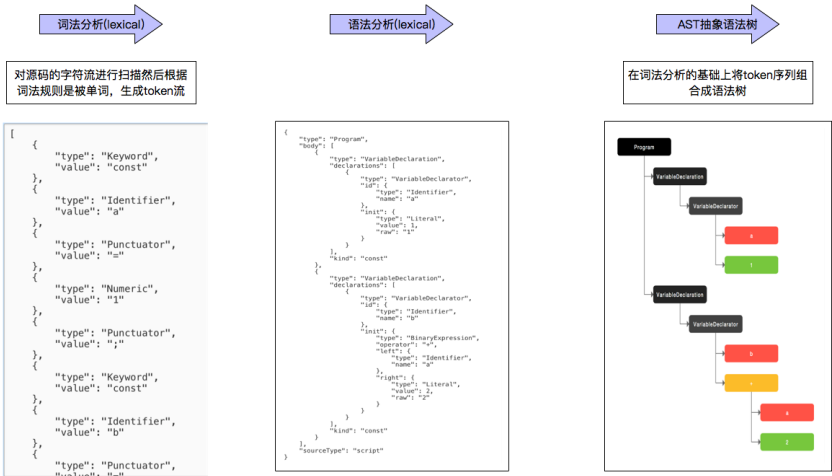 词法分析(lexical)
语法分析(lexical)
AST抽象语法树
对源码的字符流进行扫描然后根据
词法规则是被单词，生成token流
在词法分析的基础上将token序列组
合成语法树
[
{
"type": "Keyword",
"value": "const"
},
{
"type": "Identifier",
"value": "a"
},
{
"type": "Punctuator",
"value": "="
},
{
"type": "Numeric",
"value": "1"
},
{
"type": "Punctuator",
"value": ";"
},
{
"type": "Keyword",
"value": "const"
},
{
"type": "Identifier",
"value": "b"
},
{
"type": "Punctuator",
"value": "="
{
"type": "Program",
"body": [
{
"type": "VariableDeclaration",
"declarations": [
{
"type": "VariableDeclarator",
"id": {
"type": "Identifier",
"name": "a"
},
"init": {
"type": "Literal",
"value": 1,
"raw": "1"
}
}
],
"kind": "const"
},
{
"type": "VariableDeclaration",
"declarations": [
{
"type": "VariableDeclarator",
"id": {
"type": "Identifier",
"name": "b"
},
"init": {
"type": "BinaryExpression",
"operator": "+",
"left": {
"type": "Identifier",
"name": "a"
},
"right": {
"type": "Literal",
"value": 2,
"raw": "2"
}
}
}
],
"kind": "const"
}
],
"sourceType": "script"
}
Program
VariableDeclaration
VariableDeclarator
a
1
VariableDeclaration
VariableDeclarator
b
a
2